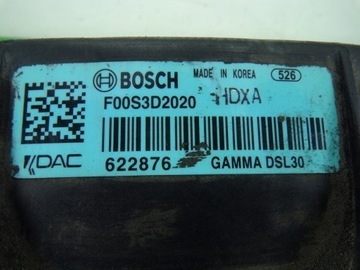 BOSCH MADE IN KOREA 526
F00S3D2020 HDXA
DAC 622876 GAMMA DSL30